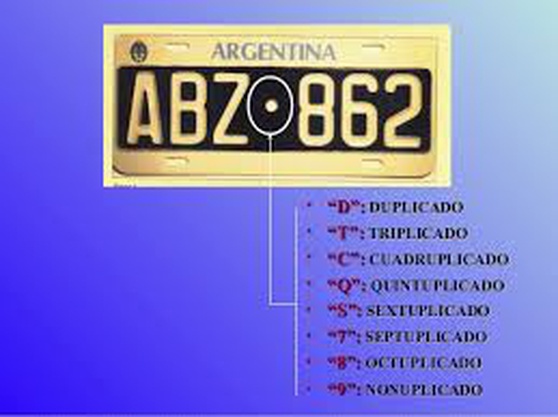 ARGENTINA
ABZ•862
• “D”: DUPLICADO
• “T”: TRIPLICADO
• “C”: CUADRUPLICADO
• “Q”: QUINTUPLICADO
• “S”: SEXTUPLICADO
• “7”: SEPTUPLICADO
• “8”: OCTUPLICADO
• “9”: NONUPLICADO